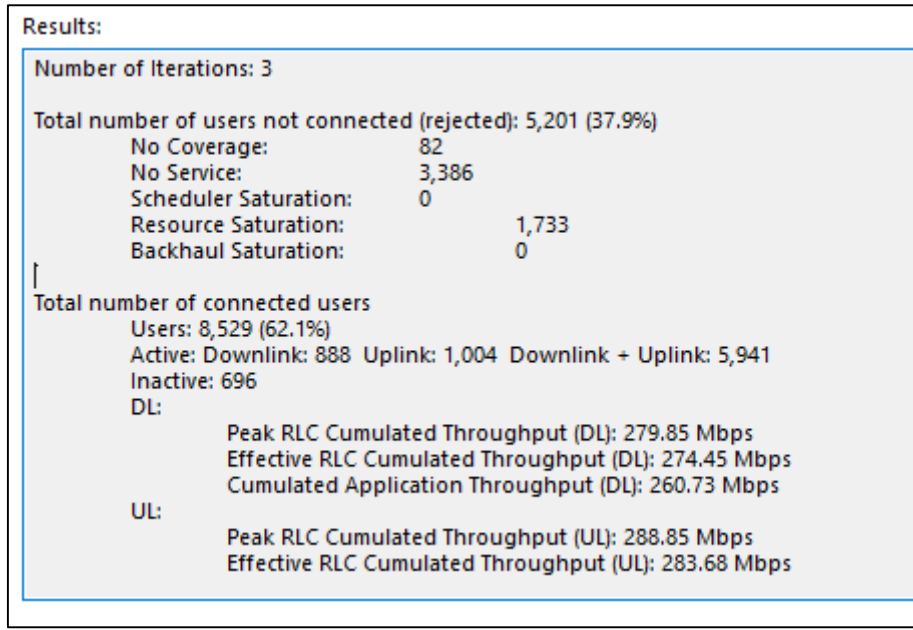 Results:
Number of Iterations: 3
Total number of users not connected (rejected): 5,201 (37.9%)
No Coverage: 82
No Service: 3,386
Scheduler Saturation: 0
Resource Saturation: 1,733
Backhaul Saturation: 0
Total number of connected users
Users: 8,529 (62.1%)
Active: Downlink: 888 Uplink: 1,004 Downlink + Uplink: 5,941
Inactive: 696
DL:
Peak RLC Cumulated Throughput (DL): 279.85 Mbps
Effective RLC Cumulated Throughput (DL): 274.45 Mbps
Cumulated Application Throughput (DL): 260.73 Mbps
UL:
Peak RLC Cumulated Throughput (UL): 288.85 Mbps
Effective RLC Cumulated Throughput (UL): 283.68 Mbps